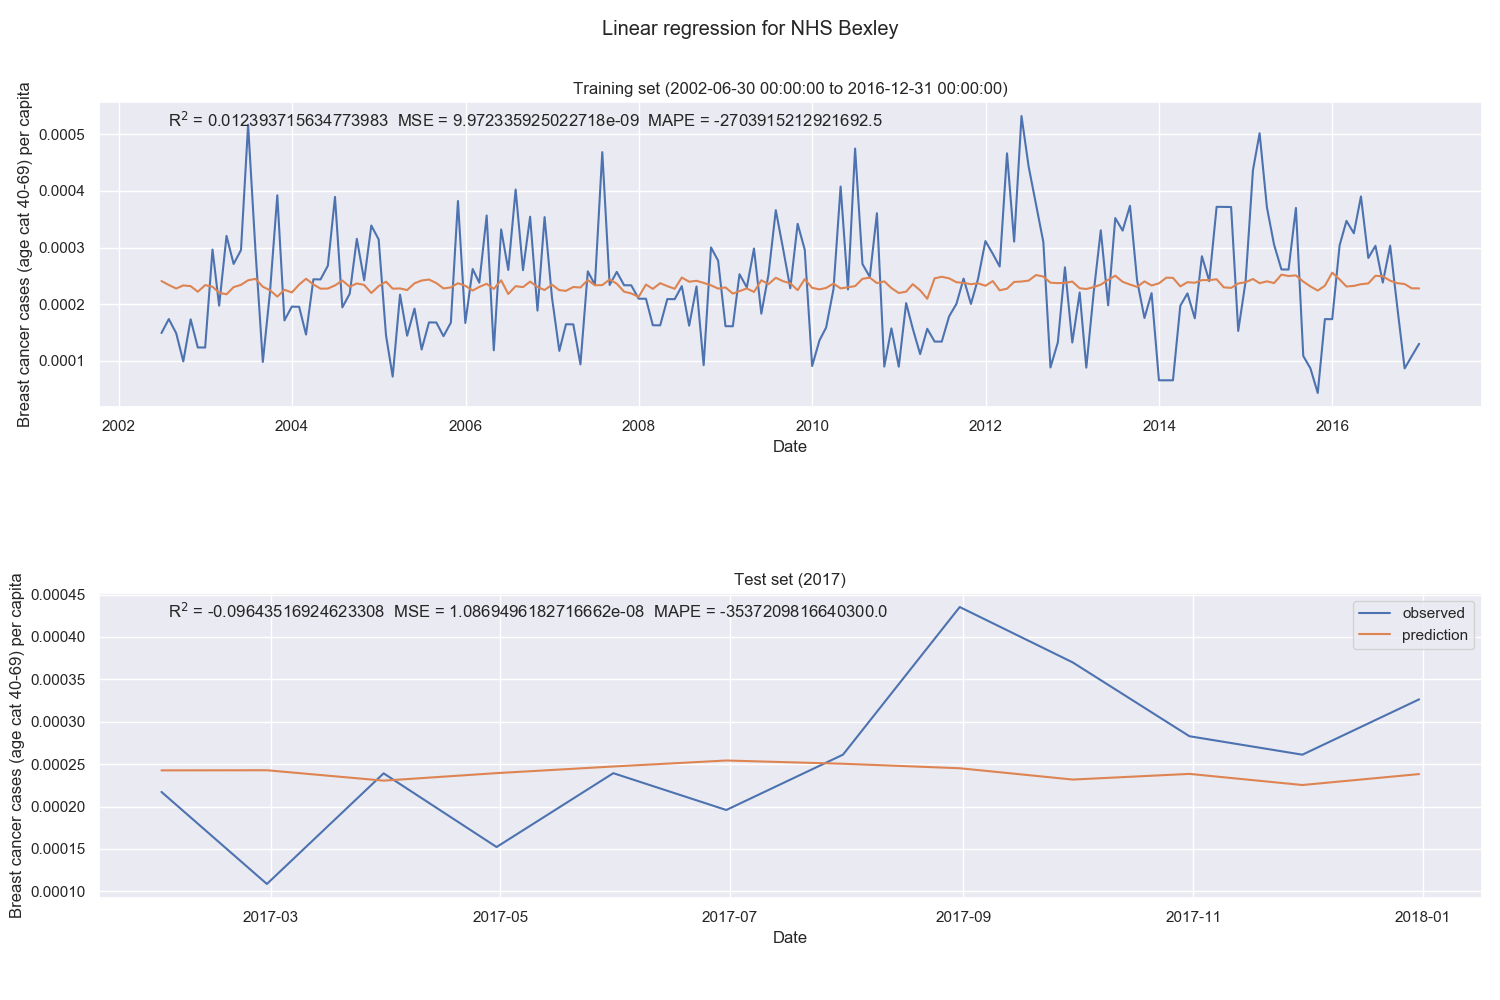 Linear regression for NHS Bexley
Training set (2002-06-30 00:00:00 to 2016-12-31 00:00:00)
R² = 0.012393715634773983 MSE = 9.972335925022718e-09 MAPE = -2703915212921692.5
Breast cancer cases (age cat 40-69) per capita
0.0005
0.0004
0.0003
0.0002
0.0001
2002 2004 2006 2008 2010 2012 2014 2016
Date
Test set (2017)
R² = -0.09643516924623308 MSE = 1.0869496182716662e-08 MAPE = -3537209816640300.0
observed
prediction
Breast cancer cases (age cat 40-69) per capita
0.00045
0.00040
0.00035
0.00030
0.00025
0.00020
0.00015
0.00010
2017-03 2017-05 2017-07 2017-09 2017-11 2018-01
Date